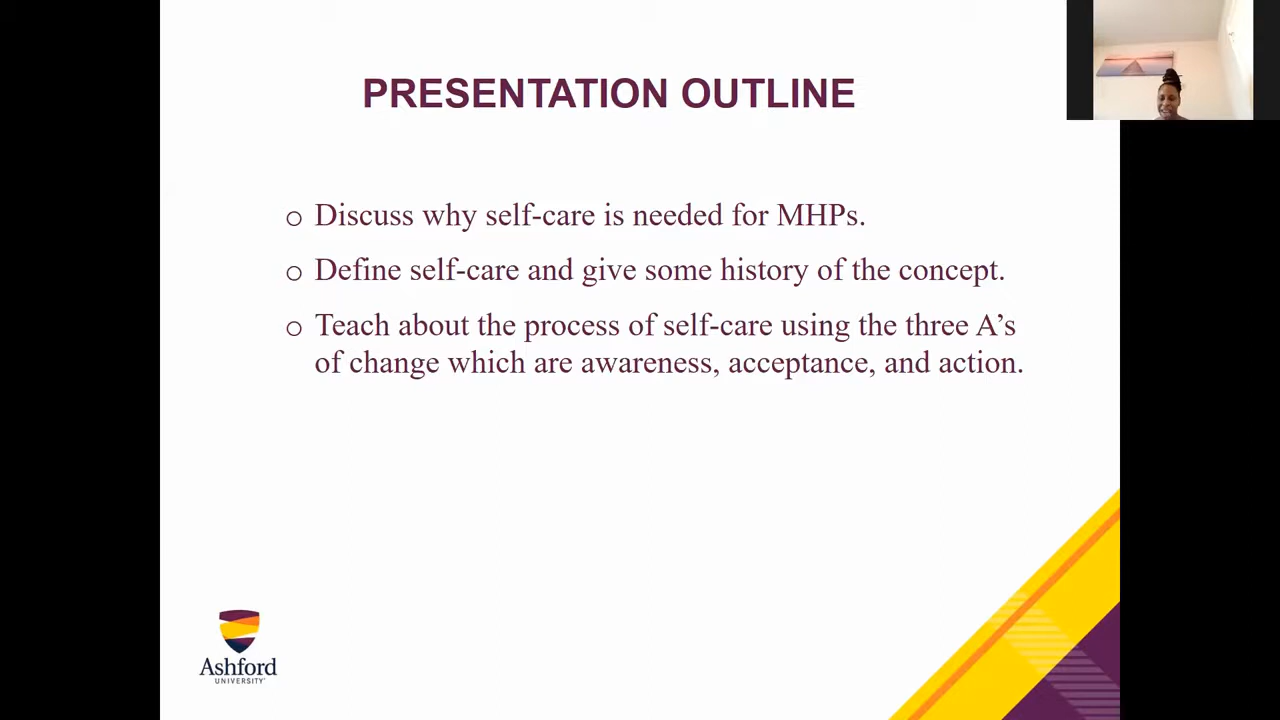 PRESENTATION OUTLINE
o Discuss why self-care is needed for MHPs.
o Define self-care and give some history of the concept.
o Teach about the process of self-care using the three A’s
of change which are awareness, acceptance, and action.
Ashford
UNIVERSITY